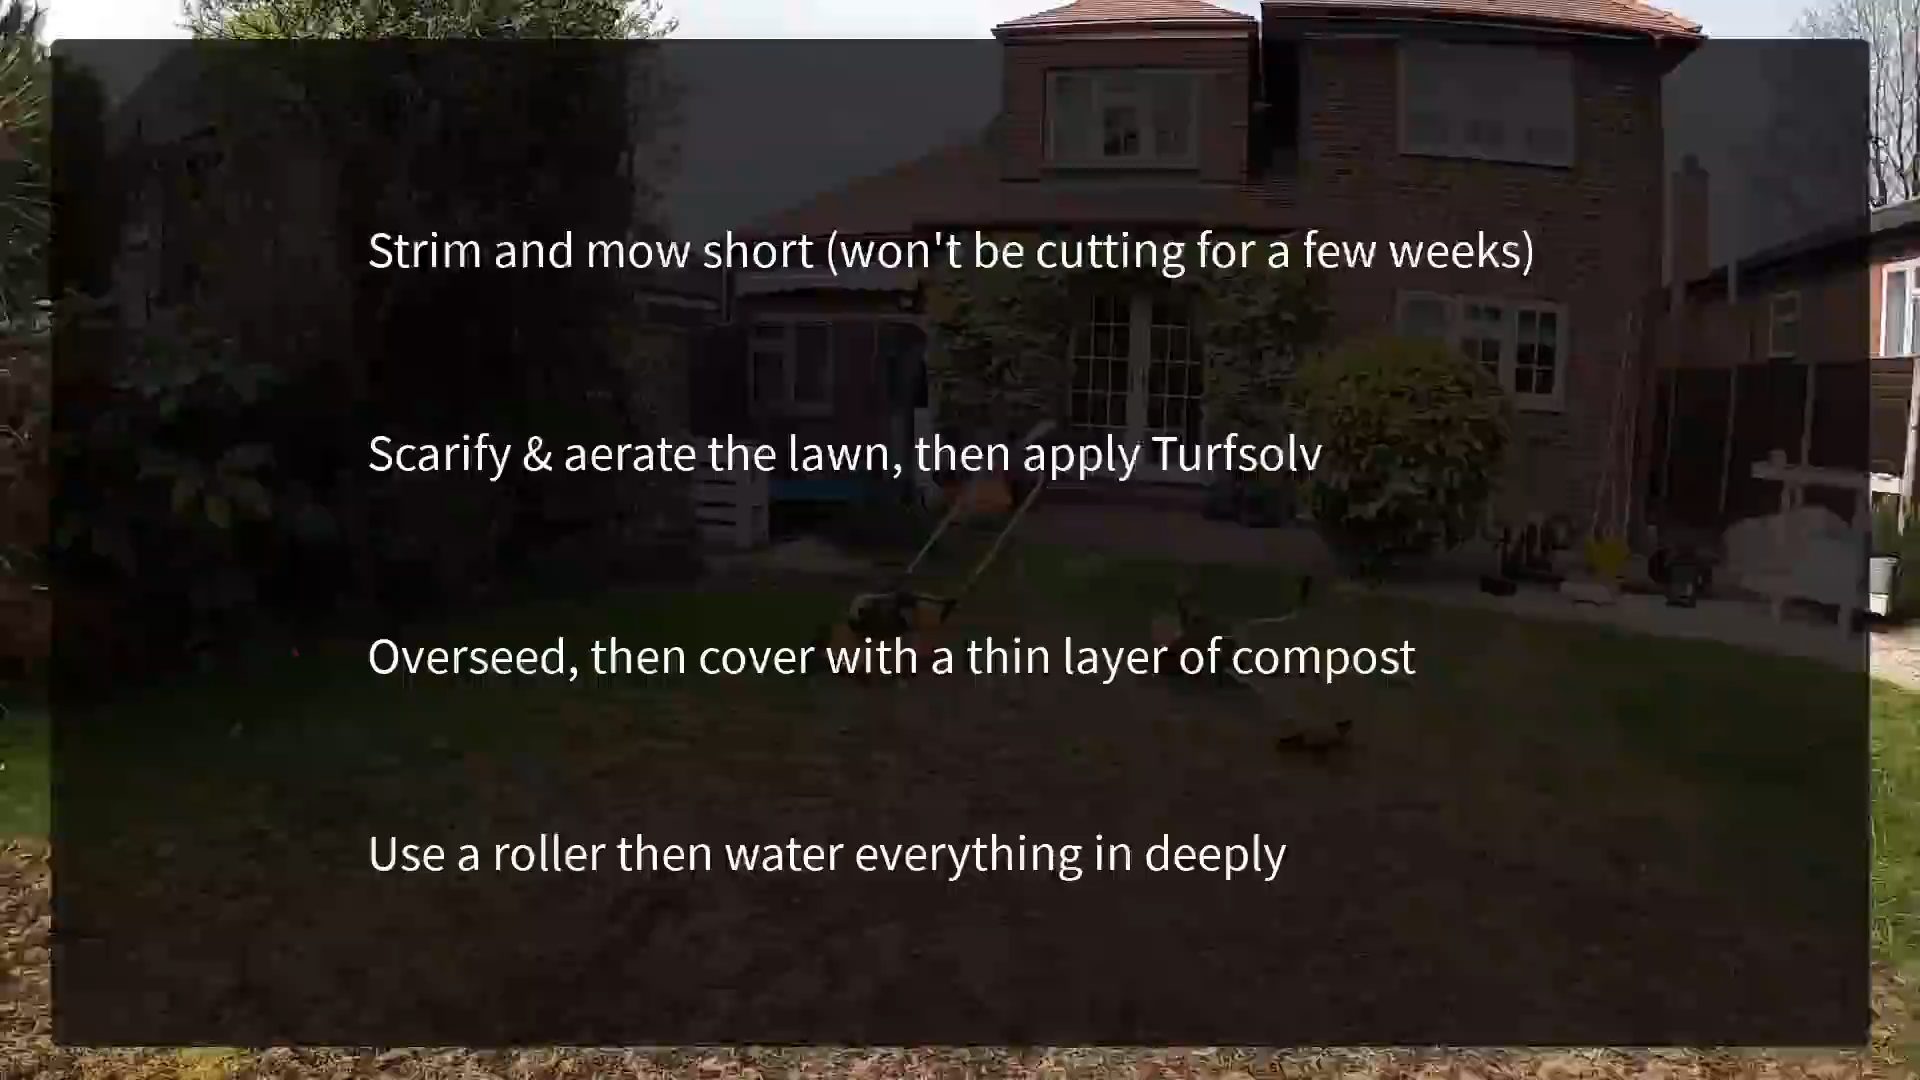 Strim and mow short (won't be cutting for a few weeks)
Scarify & aerate the lawn, then apply Turfsolv
Overseed, then cover with a thin layer of compost
Use a roller then water everything in deeply